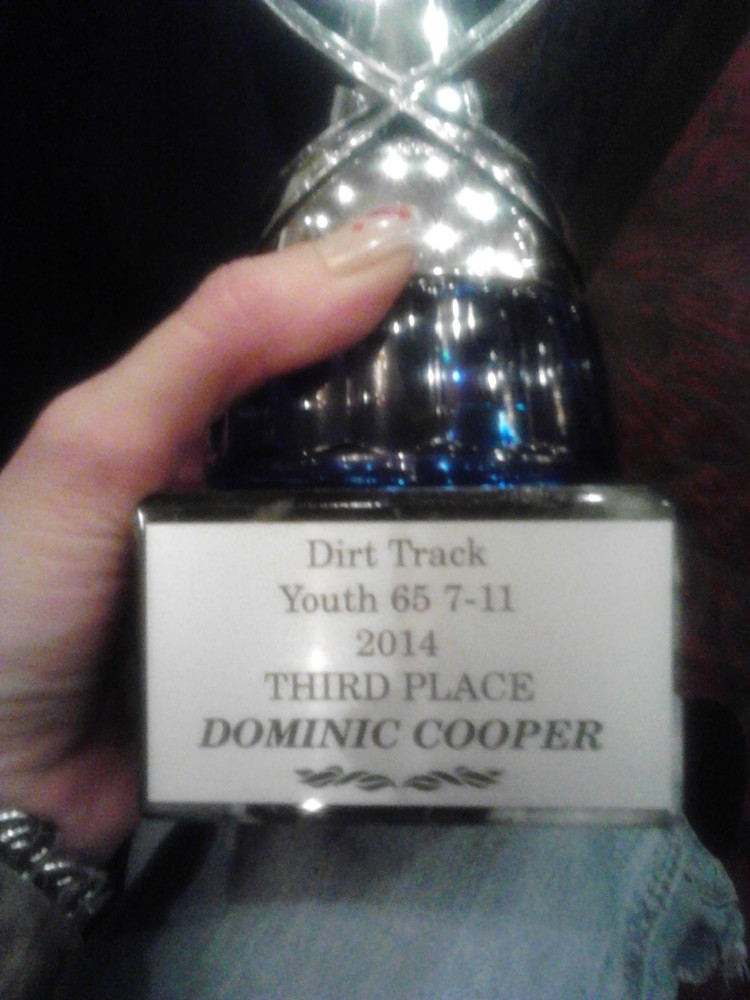 Dirt Track
Youth 65 7-11
2014
THIRD PLACE
DOMINIC COOPER